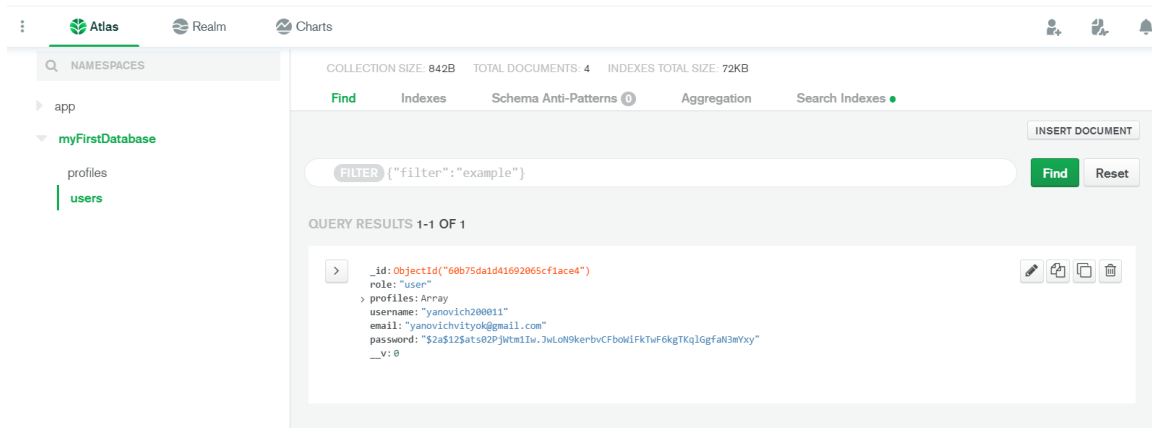 Atlas Realm Charts
NAMESPACES
app
myFirstDatabase
profiles
users
COLLECTION SIZE: 842B TOTAL DOCUMENTS: 4 INDEXES TOTAL SIZE: 72KB
Find Indexes Schema Anti-Patterns 0 Aggregation Search Indexes
INSERT DOCUMENT
FILTER {"filter":"example"} Find Reset
QUERY RESULTS 1-1 OF 1
_id: ObjectId("60b75da1d41692065cf1ace4")
role: "user"
profiles: Array
username: "yanovich200011"
email: "yanovichvityok@gmail.com"
password: "$2a$12$ats02PjWtm1Iw.JwLoN9kerbvCFboWiFkTwF6kgTKqlGgfaN3mYxy"
__v: 0